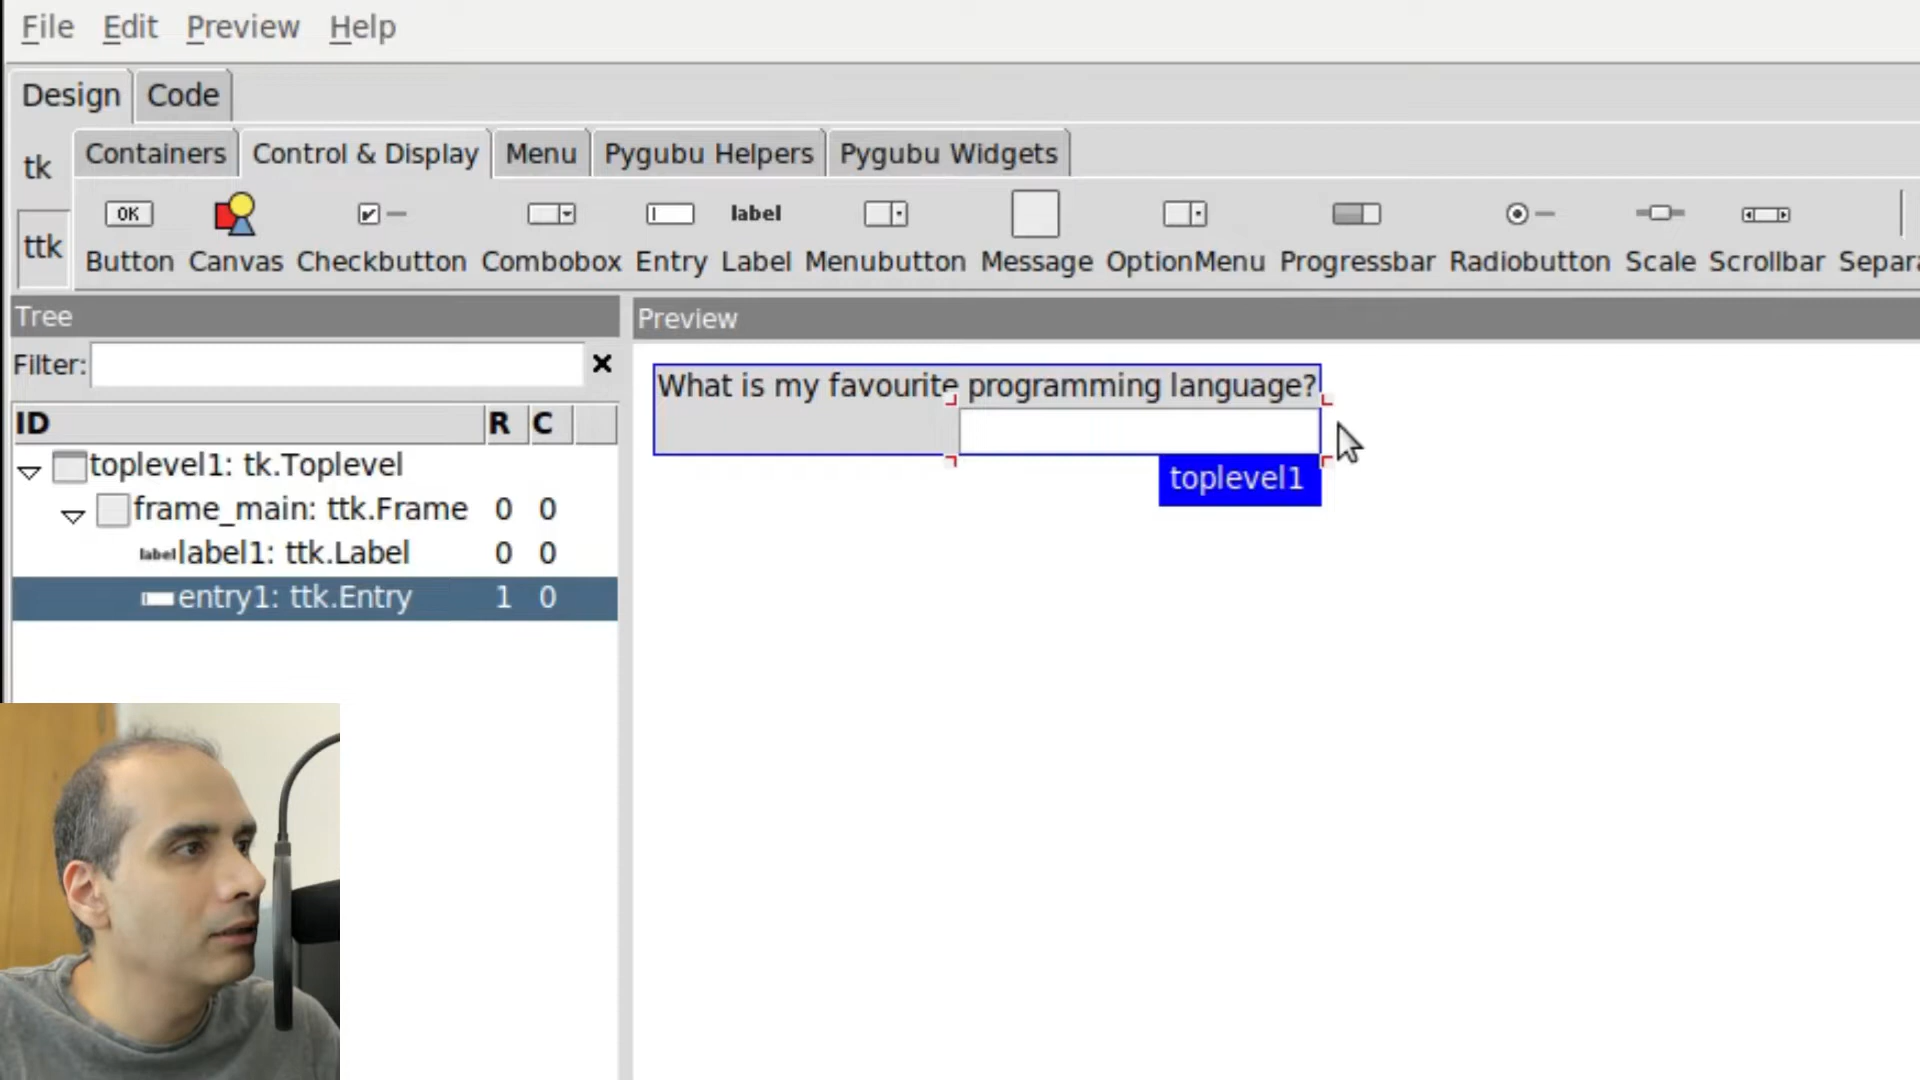 File Edit Preview Help
Design Code
tk
ttk
Containers Control & Display Menu Pygubu Helpers Pygubu Widgets
OK label
Button Canvas Checkbutton Combobox Entry Label Menubutton Message OptionMenu Progressbar Radiobutton Scale Scrollbar Separa
Tree
Filter:
ID R C
toplevel1: tk.Toplevel
frame_main: ttk.Frame 0 0
label label1: ttk.Label 0 0
entry1: ttk.Entry 1 0
Preview
What is my favourite programming language?
toplevel1